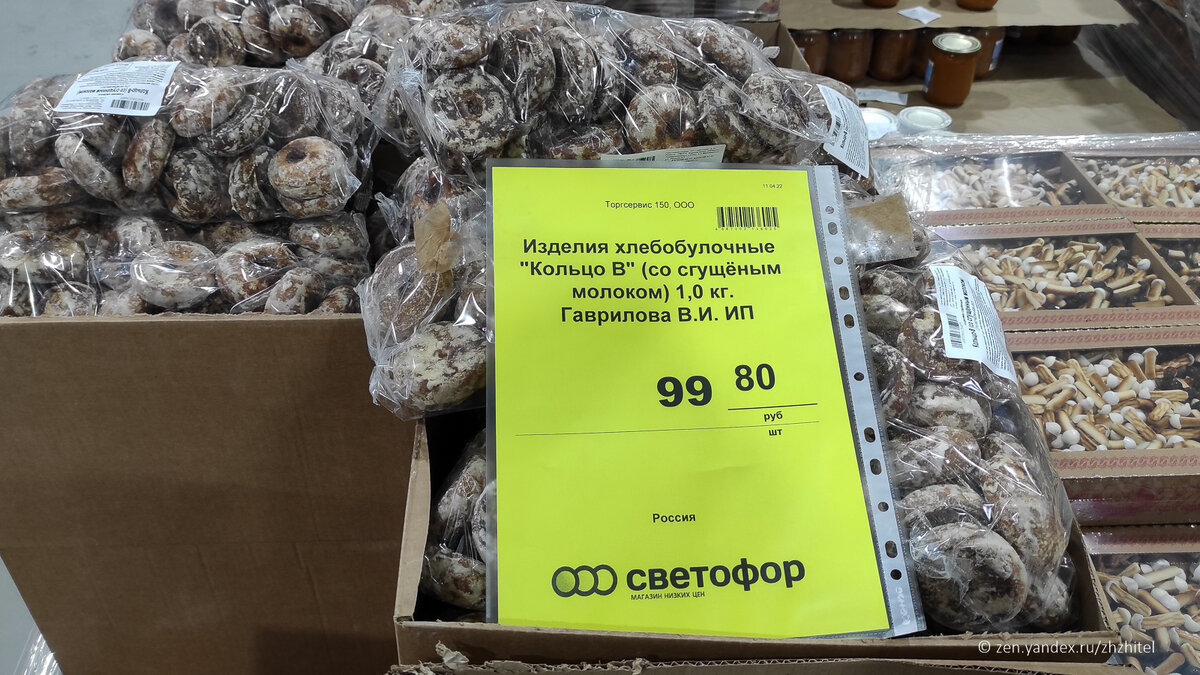 11.04.22
Торгсервис 150, ООО
Изделия хлебобулочные
"Кольцо В" (со сгущёным
молоком) 1,0 кг.
Гаврилова В.И. ИП
99 80
руб
шт
Россия
светофор
МАГАЗИН НИЗКИХ ЦЕН
© zen.yandex.ru/zhzhitel